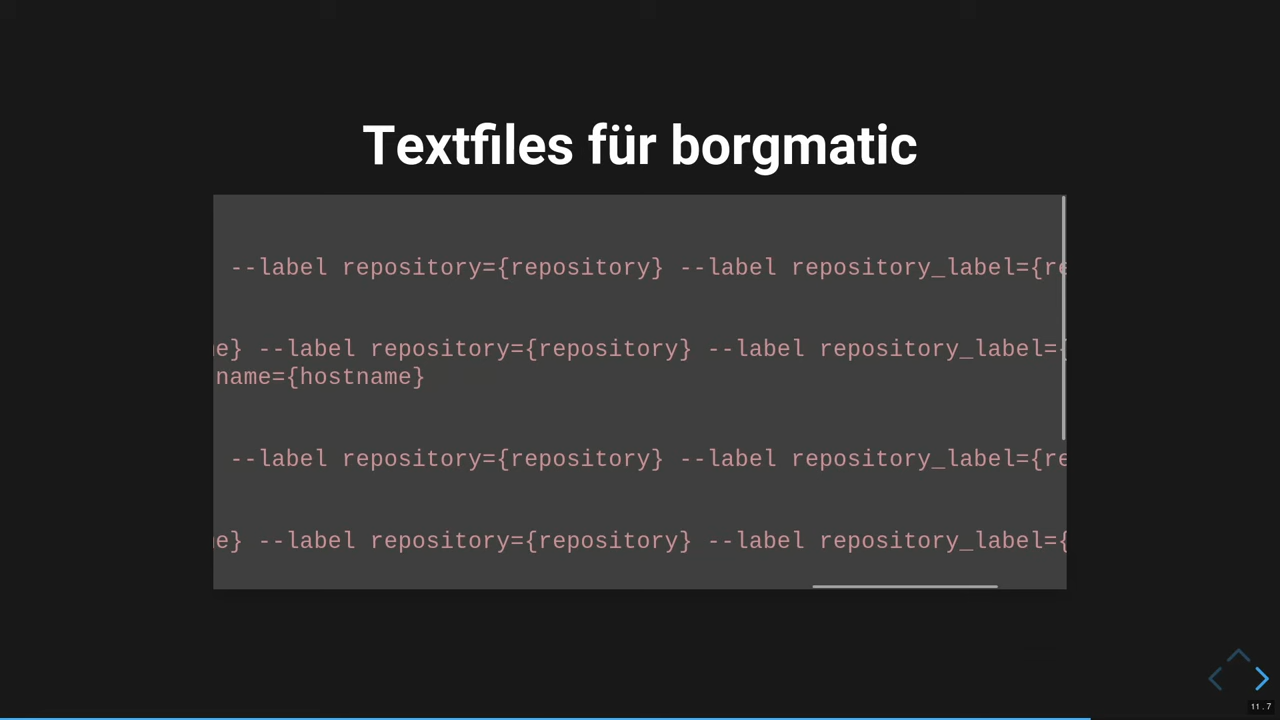 Textfiles für borgmatic
--label repository={repository} --label repository_label={re
e} --label repository={repository} --label repository_label={
name={hostname}
--label repository={repository} --label repository_label={re
e} --label repository={repository} --label repository_label={
11.7